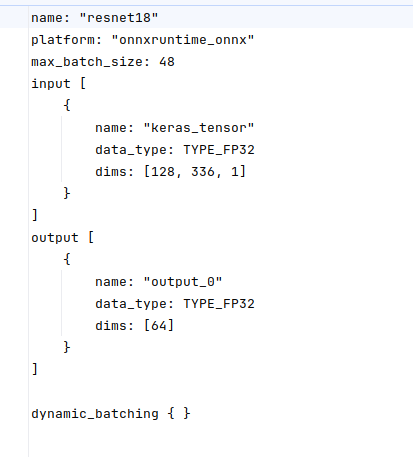 name: "resnet18"
platform: "onnxruntime_onnx"
max_batch_size: 48
input [
    {
        name: "keras_tensor"
        data_type: TYPE_FP32
        dims: [128, 336, 1]
    }
]
output [
    {
        name: "output_0"
        data_type: TYPE_FP32
        dims: [64]
    }
]

dynamic_batching { }